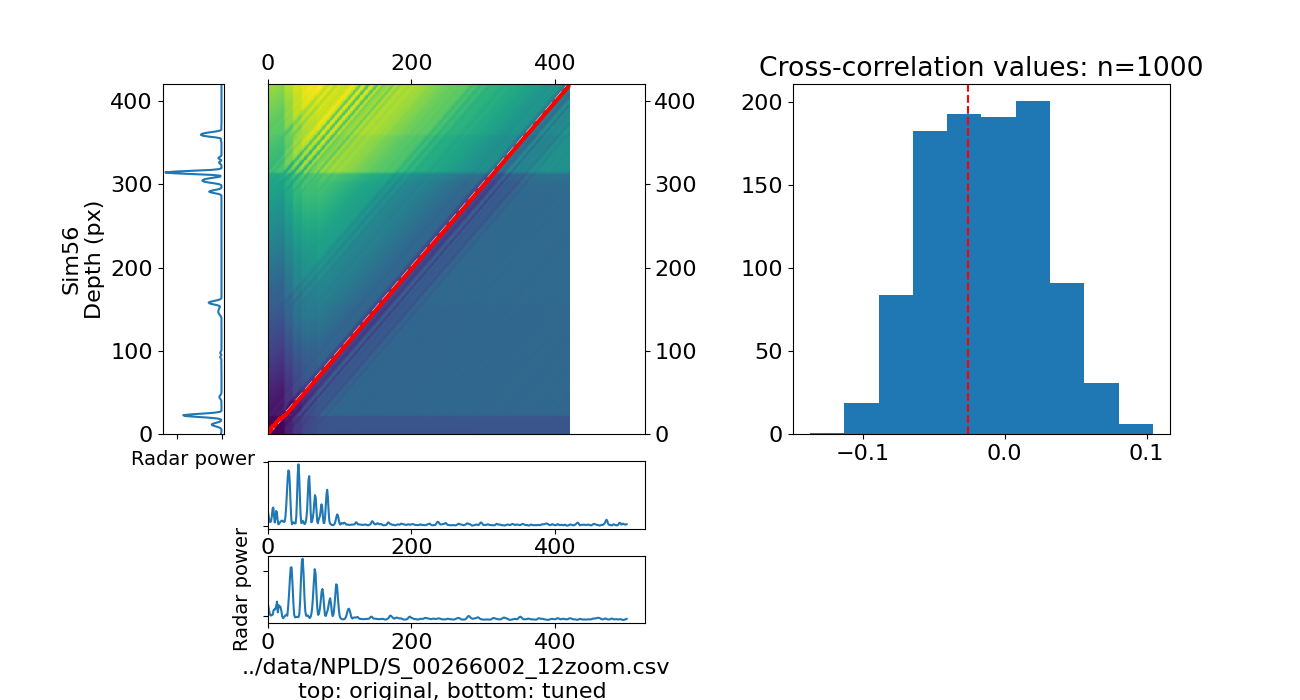 0 200 400
Cross-correlation values: n=1000
400
300
200
100
0
Sim56
Depth (px)
Radar power
400
300
200
100
0
200
150
100
50
0
−0.1 0.0 0.1
0 200 400
Radar power
0 200 400
../data/NPLD/S_00266002_12zoom.csv
top: original, bottom: tuned